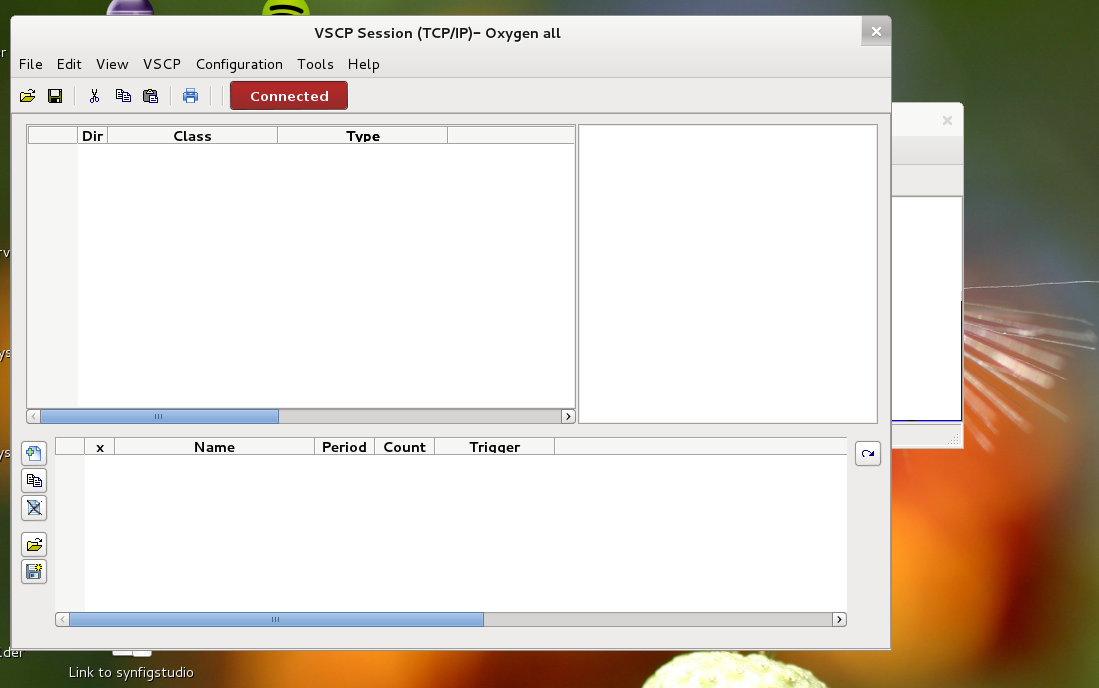 VSCP Session (TCP/IP)- Oxygen all
File Edit View VSCP Configuration Tools Help
Connected
Dir Class Type
x Name Period Count Trigger
Link to synfigstudio